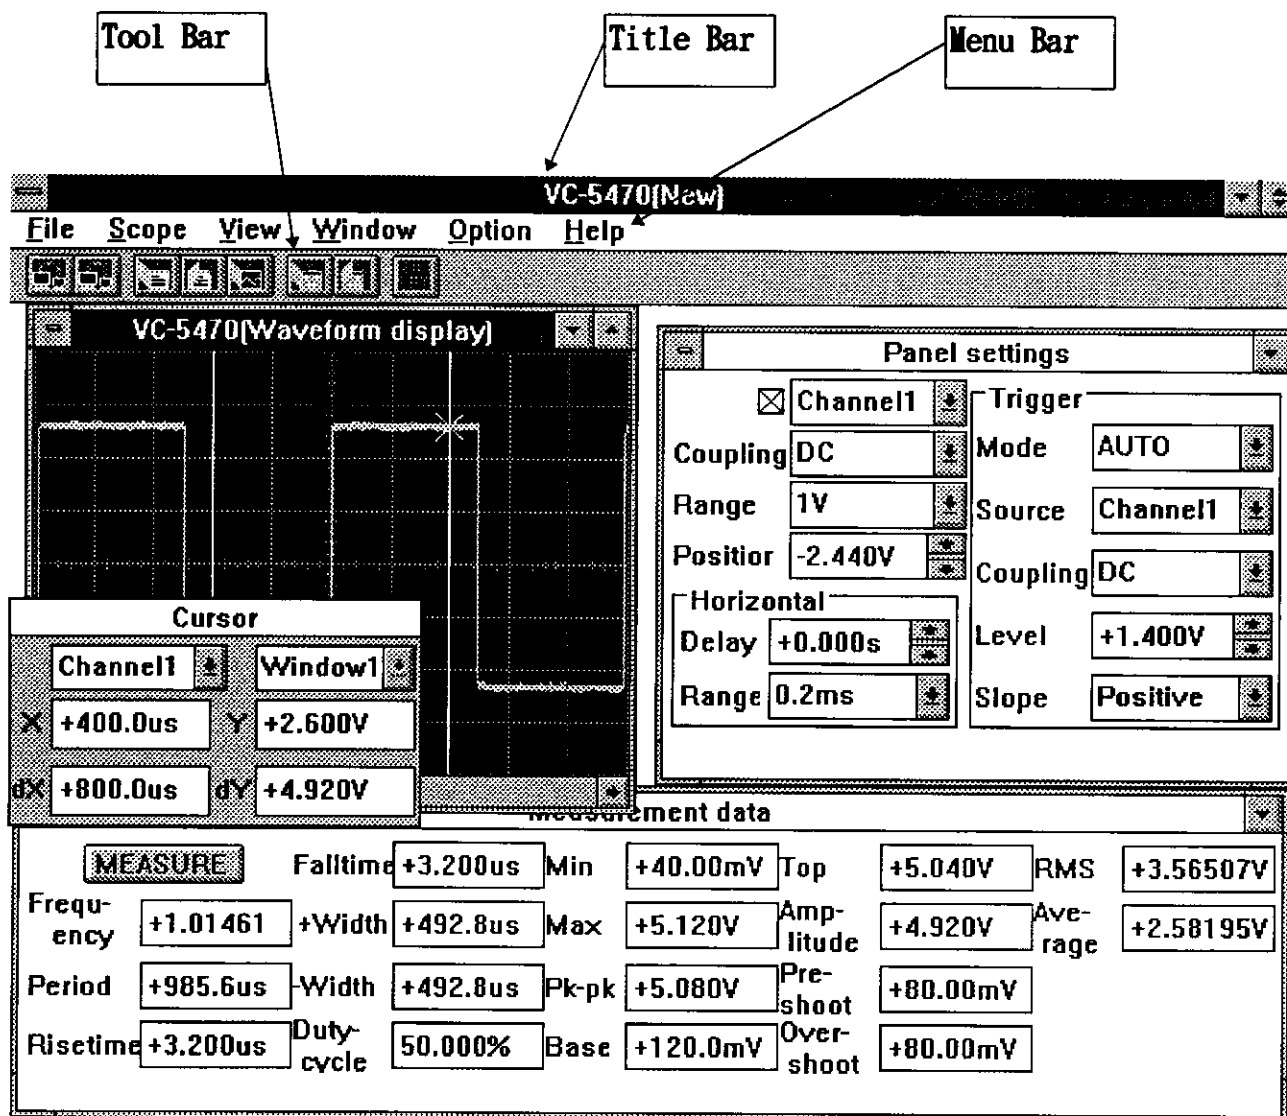 Tool Bar
Title Bar
Menu Bar
VC-5470(New)
File Scope View Window Option Help
VC-5470(Waveform display)
Panel settings
Channel1
Coupling DC
Range 1V
Position -2.440V
Horizontal
Delay +0.000s
Range 0.2ms
Trigger
Mode AUTO
Source Channel1
Coupling DC
Level +1.400V
Slope Positive
Cursor
Channel1 Window1
X +400.0us Y +2.600V
dX +800.0us dY +4.920V
Measurement data
MEASURE Falltime +3.200us Min +40.00mV Top +5.040V RMS +3.56507V
Frequ-
ency +1.01461 +Width +492.8us Max +5.120V Amp-
litude +4.920V Ave-
rage +2.58195V
Period +985.6us -Width +492.8us Pk-pk +5.080V Pre-
shoot +80.00mV
Risetime +3.200us Duty-
cycle 50.000% Base +120.0mV Over-
shoot +80.00mV